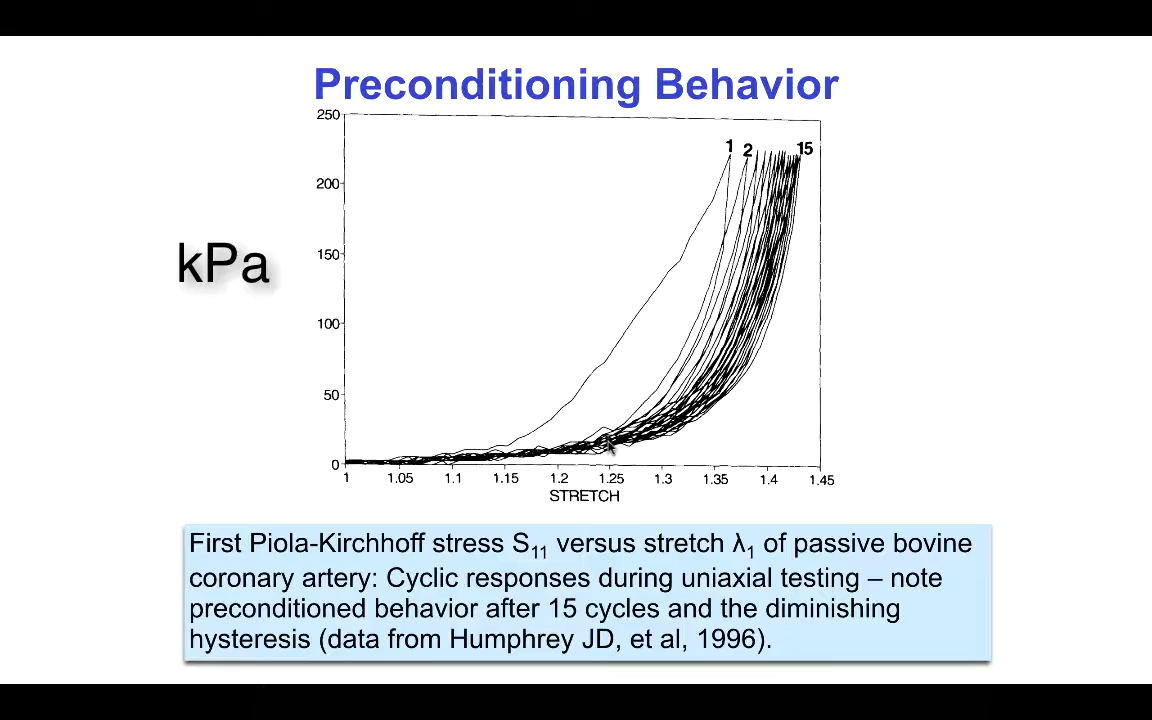 Preconditioning Behavior
250
1
2
15
200
kPa
150
100
50
0
1 1.05 1.1 1.15 1.2 1.25 1.3 1.35 1.4 1.45
STRETCH
First Piola-Kirchhoff stress S₁₁ versus stretch λ₁ of passive bovine
coronary artery: Cyclic responses during uniaxial testing – note
preconditioned behavior after 15 cycles and the diminishing
hysteresis (data from Humphrey JD, et al, 1996).